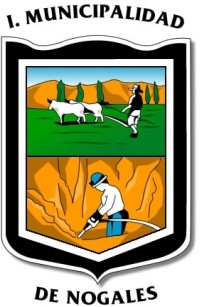 I. MUNICIPALIDAD
DE NOGALES